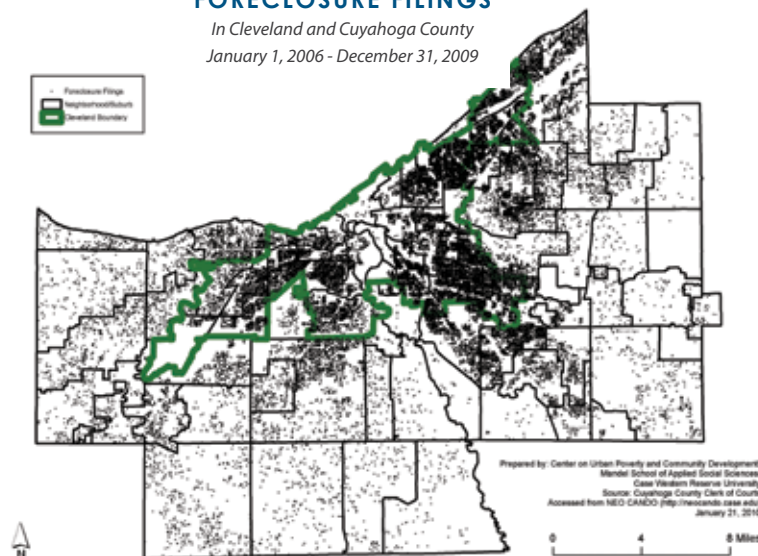 FORECLOSURE FILINGS
In Cleveland and Cuyahoga County
January 1, 2006 - December 31, 2009
Foreclosure Filings
Neighborhood/Suburb
Cleveland Boundary
Prepared by: Center on Urban Poverty and Community Development
Mandel School of Applied Social Sciences
Case Western Reserve University
Source: Cuyahoga County Clerk of Courts
Accessed from NEO CANDO (http://neocando.case.edu)
January 21, 2010
N
0 4 8 Miles